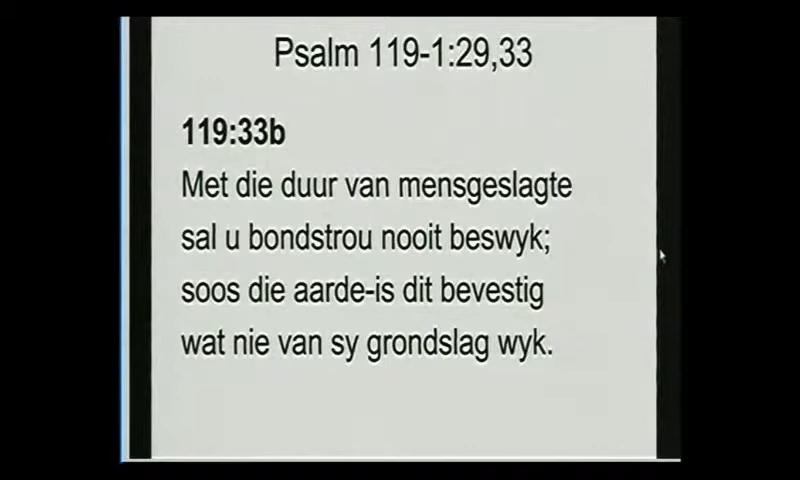 Psalm 119-1:29,33
119:33b
Met die duur van mensgeslagte
sal u bondstrou nooit beswyk;
soos die aarde-is dit bevestig
wat nie van sy grondslag wyk.